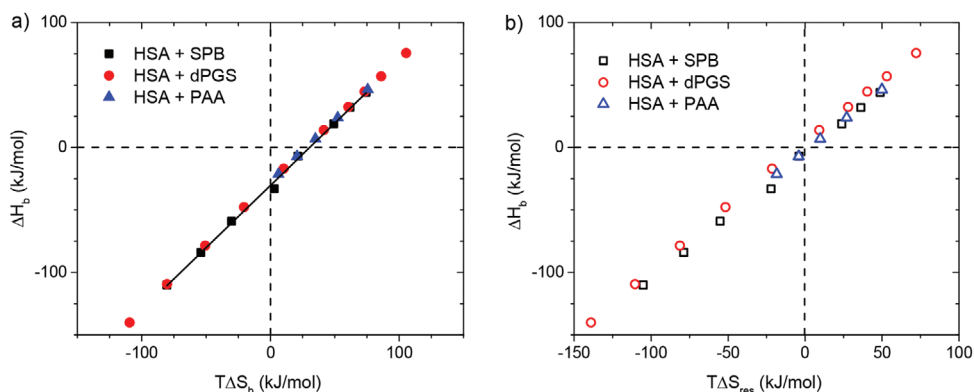 a)
100
0
-100
ΔH_b (kJ/mol)
HSA + SPB
HSA + dPGS
HSA + PAA
-100
0
100
TΔS_b (kJ/mol)
b)
100
0
-100
ΔH_b (kJ/mol)
HSA + SPB
HSA + dPGS
HSA + PAA
-150
-100
-50
0
50
100
TΔS_res (kJ/mol)